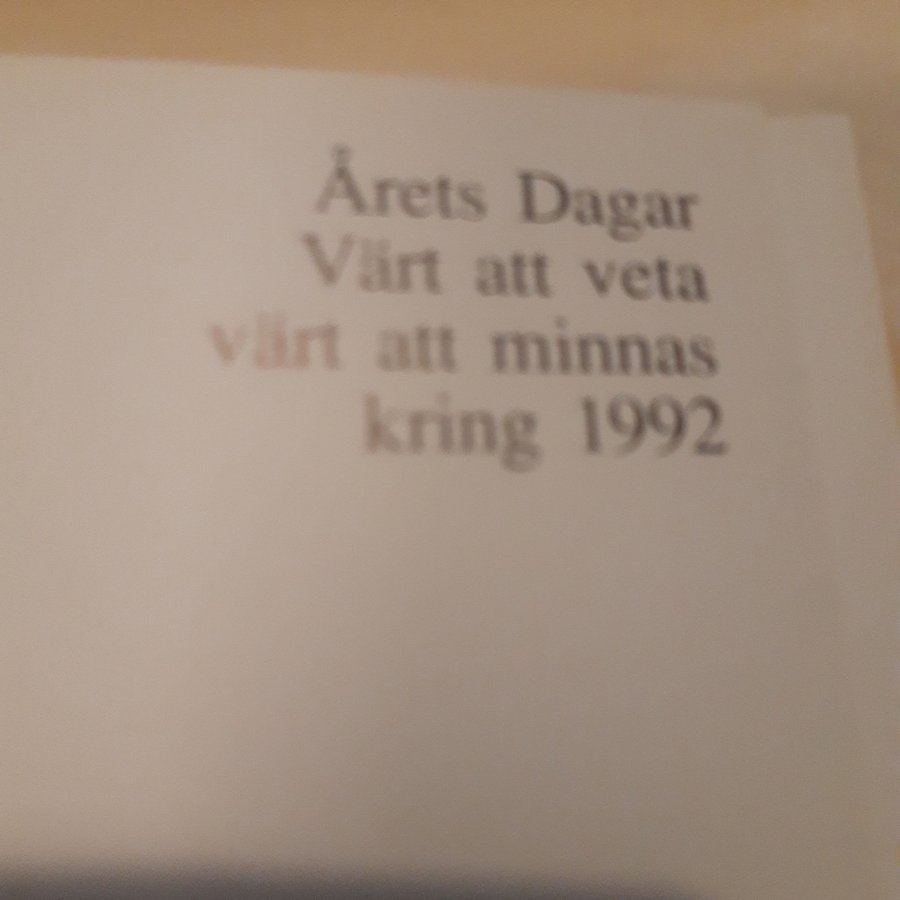 Årets Dagar
Värt att veta
värt att minnas
kring 1992